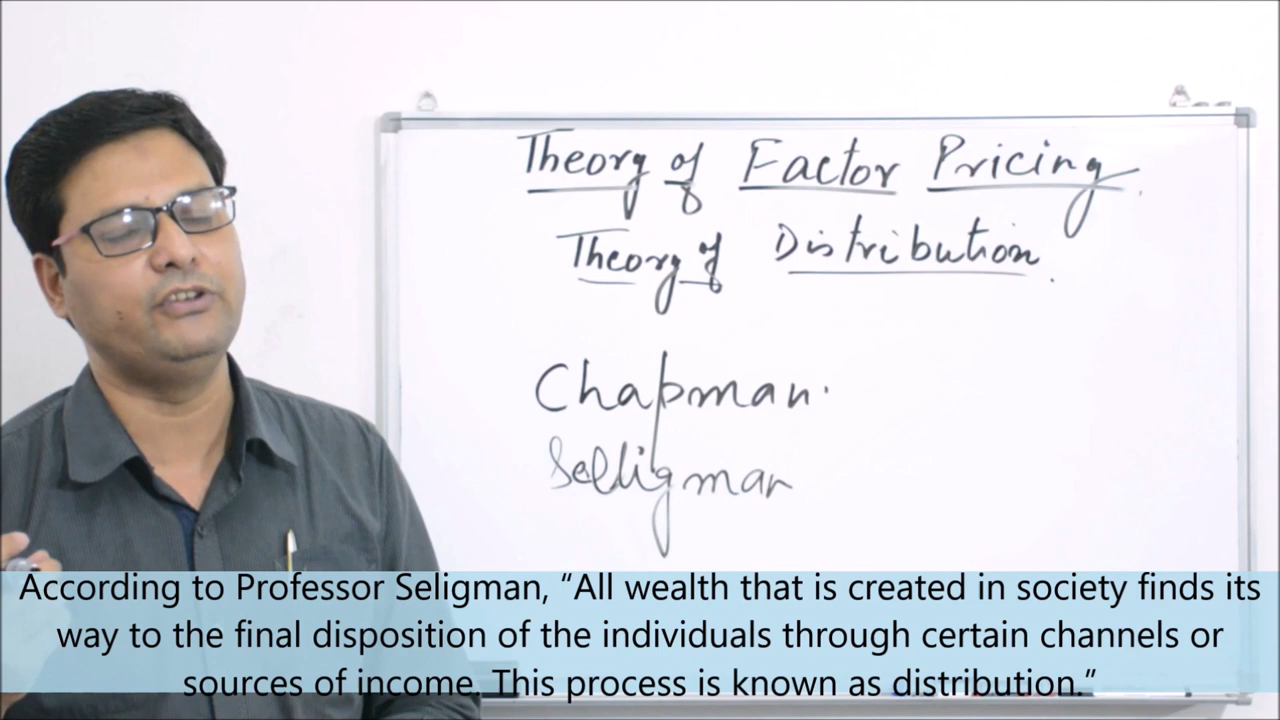 Theory of Factor Pricing.
Theory of Distribution.
Chapman.
Selligman
According to Professor Seligman, “All wealth that is created in society finds its
way to the final disposition of the individuals through certain channels or
sources of income. This process is known as distribution.”